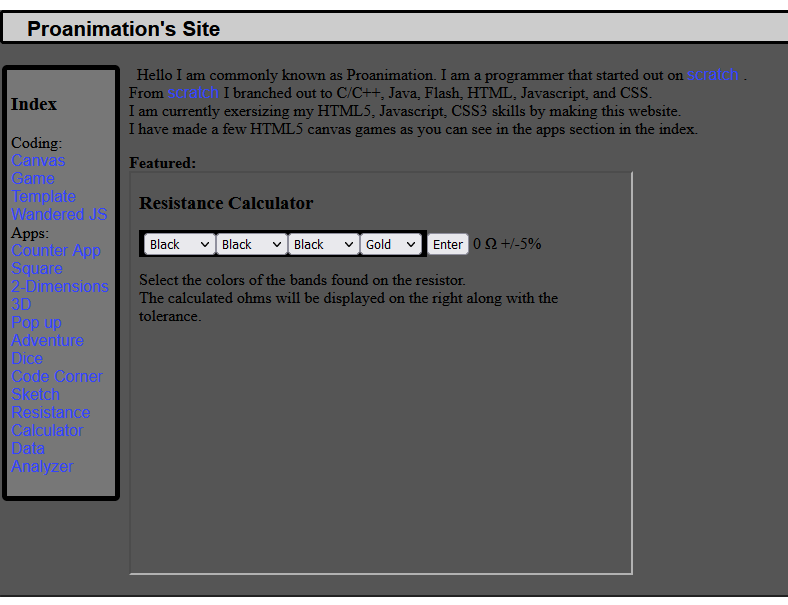 Proanimation's Site
Index
Coding:
Canvas
Game
Template
Wandered JS
Apps:
Counter App
Square
2-Dimensions
3D
Pop up
Adventure
Dice
Code Corner
Sketch
Resistance
Calculator
Data
Analyzer
Hello I am commonly known as Proanimation. I am a programmer that started out on scratch .
From scratch I branched out to C/C++, Java, Flash, HTML, Javascript, and CSS.
I am currently exersizing my HTML5, Javascript, CSS3 skills by making this website.
I have made a few HTML5 canvas games as you can see in the apps section in the index.
Featured:
Resistance Calculator
Black Black Black Gold Enter 0 Ω +/-5%
Select the colors of the bands found on the resistor.
The calculated ohms will be displayed on the right along with the
tolerance.